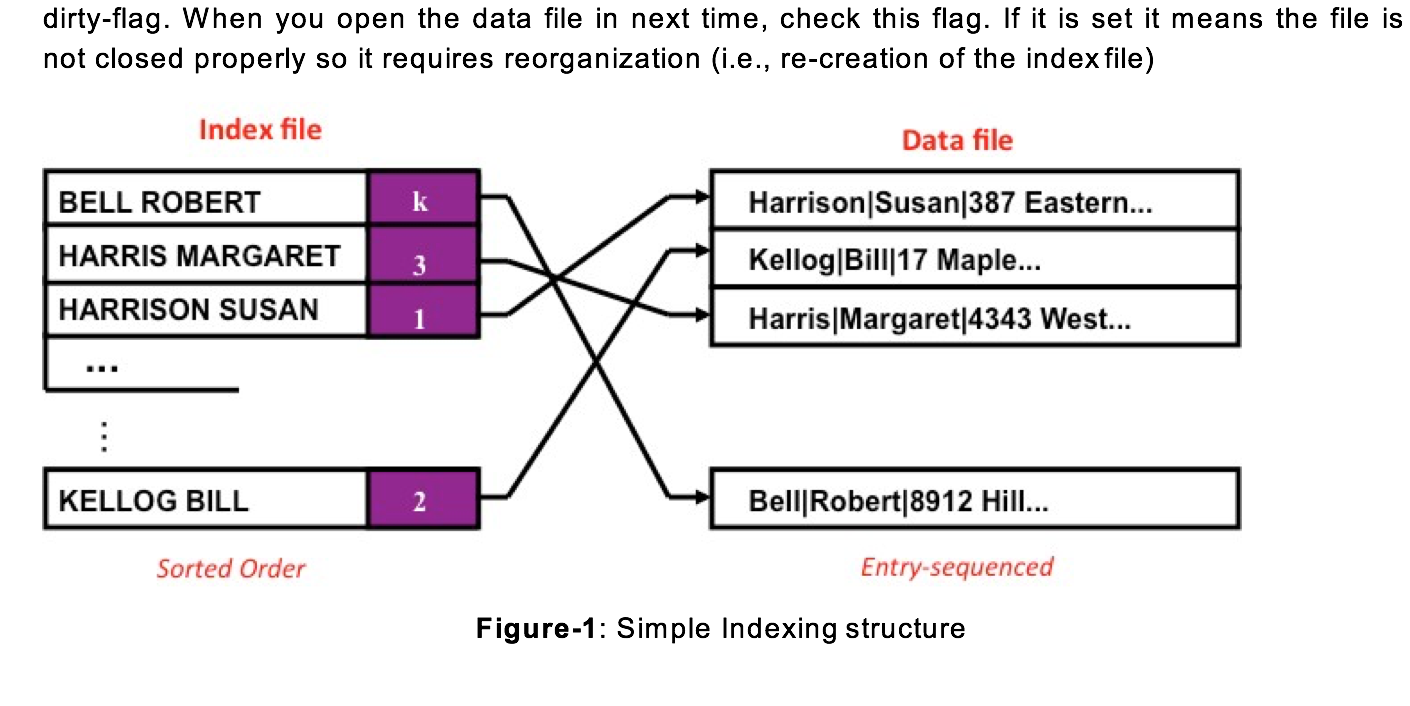 dirty-flag. When you open the data file in next time, check this flag. If it is set it means the file is
not closed properly so it requires reorganization (i.e., re-creation of the index file)
Index file
BELL ROBERT k
HARRIS MARGARET 3
HARRISON SUSAN 1
...
⋮
KELLOG BILL 2
Sorted Order
Data file
Harrison|Susan|387 Eastern...
Kellog|Bill|17 Maple...
Harris|Margaret|4343 West...
Bell|Robert|8912 Hill...
Entry-sequenced
Figure-1: Simple Indexing structure